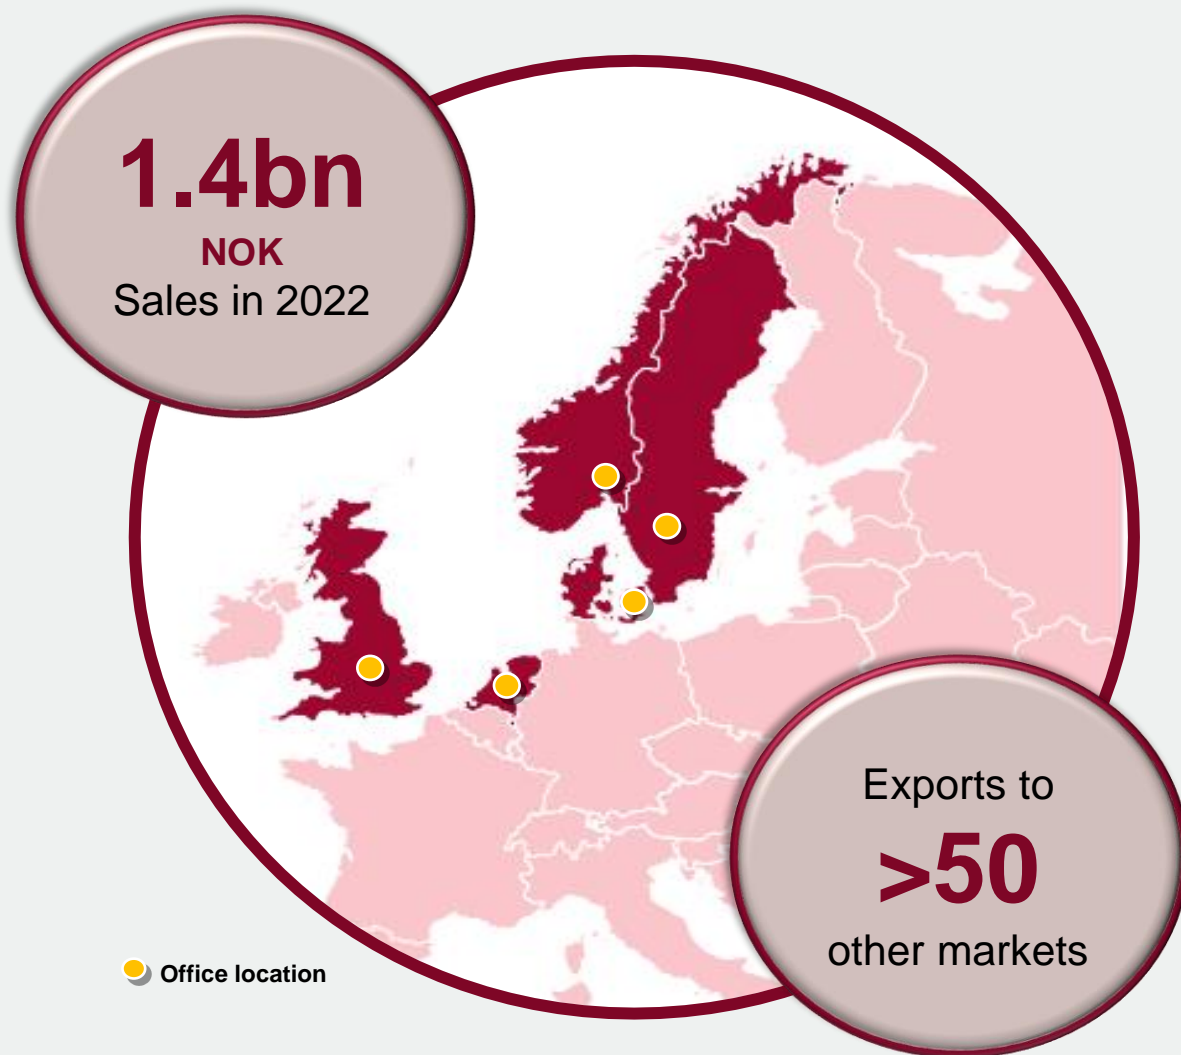 1.4bn
NOK
Sales in 2022
Exports to
>50
other markets
Office location